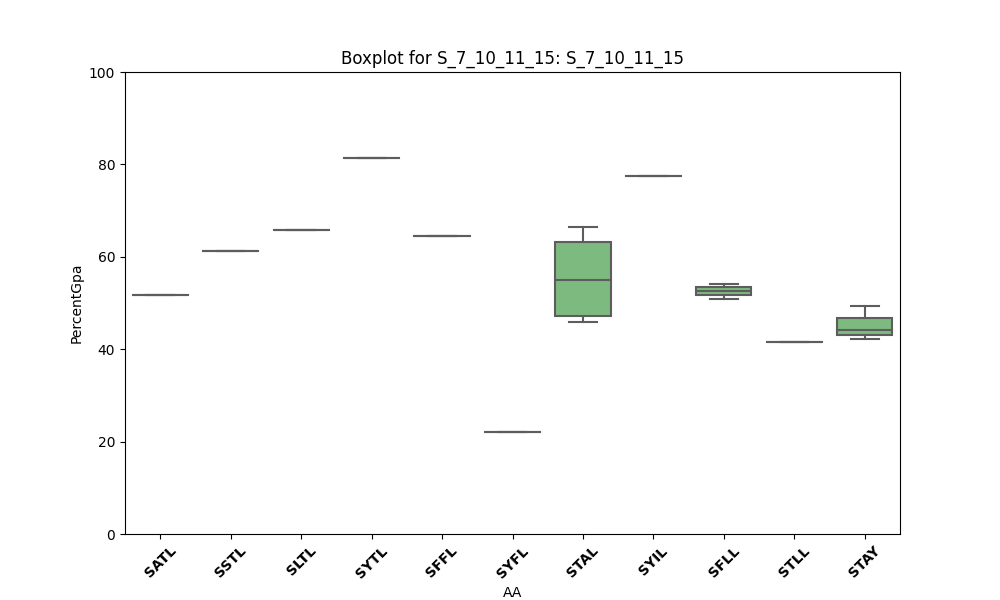 Boxplot for S_7_10_11_15: S_7_10_11_15
100
80
60
40
20
0
PercentGpa
SATL SSTL SLTL SYTL SFFL SYFL STAL SYIL SFLL STLL STAY
AA